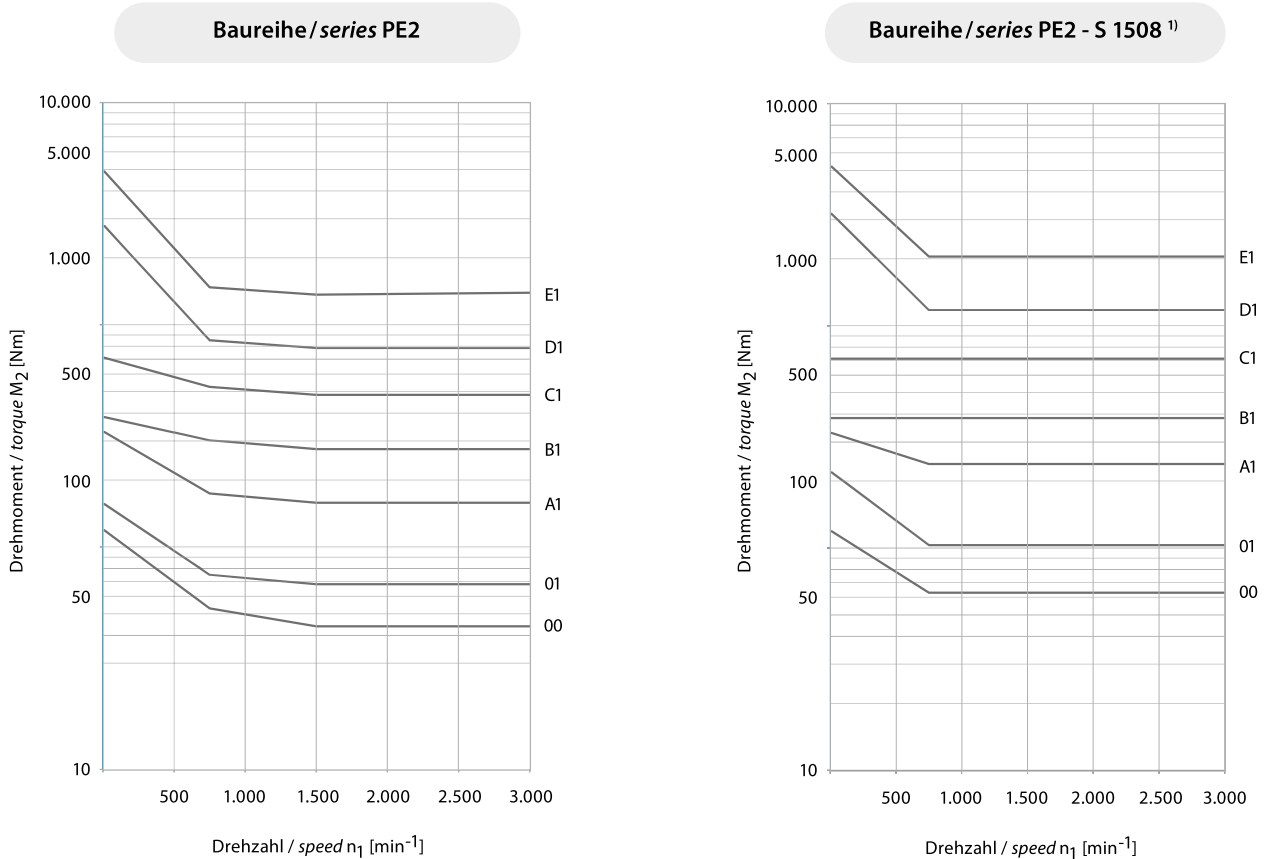 Baureihe / series PE2
10.000
5.000
1.000
500
100
50
10
Drehmoment / torque M2 [Nm]
E1
D1
C1
B1
A1
01
00
500 1.000 1.500 2.000 2.500 3.000
Drehzahl / speed n1 [min-1]
Baureihe / series PE2 - S 1508 1)
10.000
5.000
1.000
500
100
50
10
Drehmoment / torque M2 [Nm]
E1
D1
C1
B1
A1
01
00
500 1.000 1.500 2.000 2.500 3.000
Drehzahl / speed n1 [min-1]